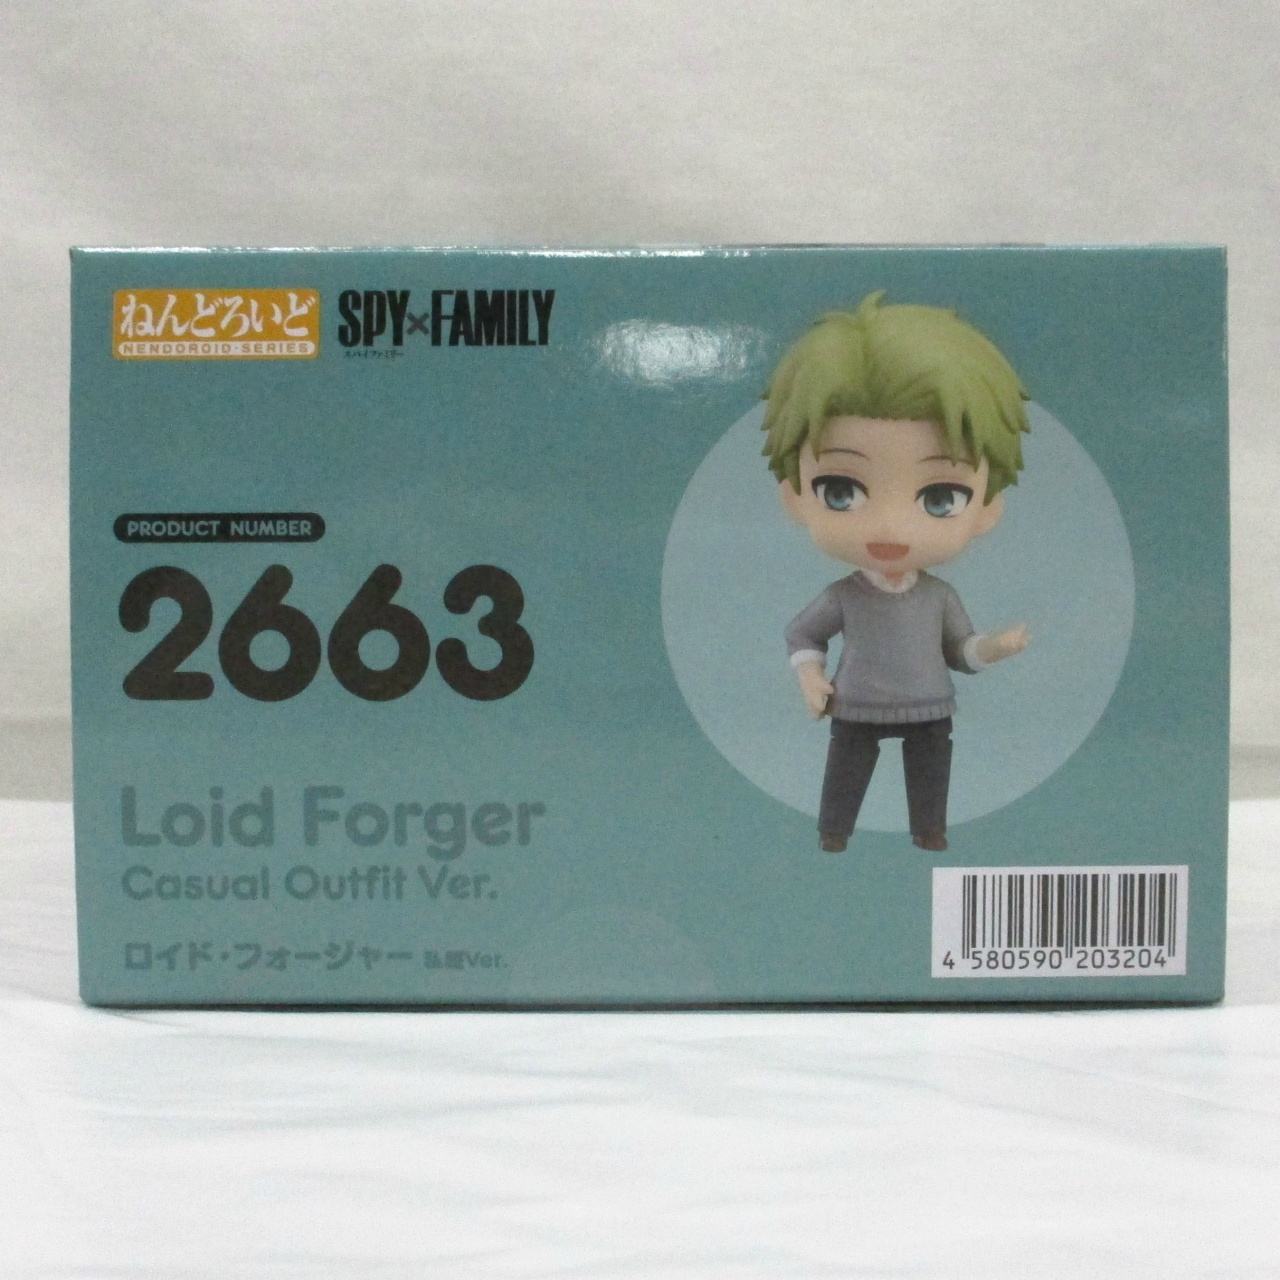 ねんどろいど
NENDOROID-SERIES
SPY×FAMILY
スパイファミリー
PRODUCT NUMBER
2663
Loid Forger
Casual Outfit Ver.
ロイド・フォージャー 私服Ver.
4 580590 203204